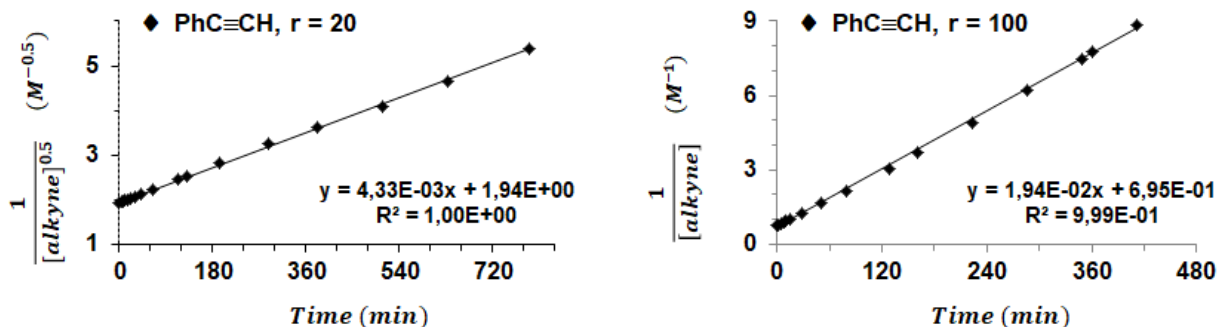 PhC≡CH, r = 20
1 / [alkyne]^0.5 (M^−0.5)
5
3
1
y = 4,33E-03x + 1,94E+00
R² = 1,00E+00
0 180 360 540 720
Time (min)
PhC≡CH, r = 100
1 / [alkyne] (M^−1)
9
6
3
0
y = 1,94E-02x + 6,95E-01
R² = 9,99E-01
0 120 240 360 480
Time (min)